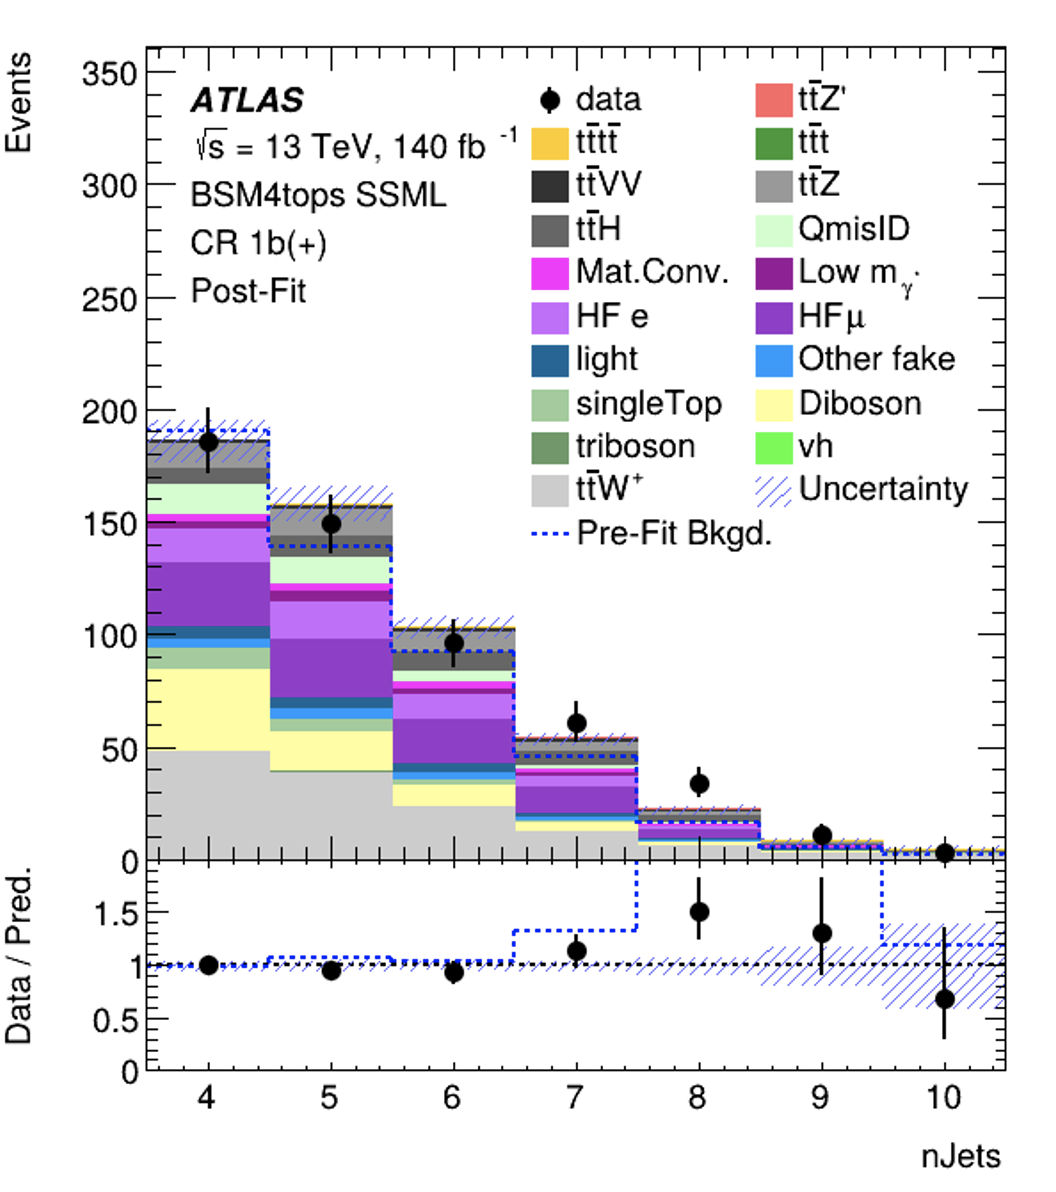 Events
350
300
250
200
150
100
50
0
ATLAS
√s = 13 TeV, 140 fb -1
BSM4tops SSML
CR 1b(+)
Post-Fit
data
tt̄Z'
tt̄tt̄
tt̄t
tt̄VV
tt̄Z
tt̄H
QmisID
Mat.Conv.
Low mγ*
HF e
HFμ
light
Other fake
singleTop
Diboson
triboson
vh
tt̄W+
Uncertainty
Pre-Fit Bkgd.
Data / Pred.
1.5
1
0.5
0
4 5 6 7 8 9 10
nJets